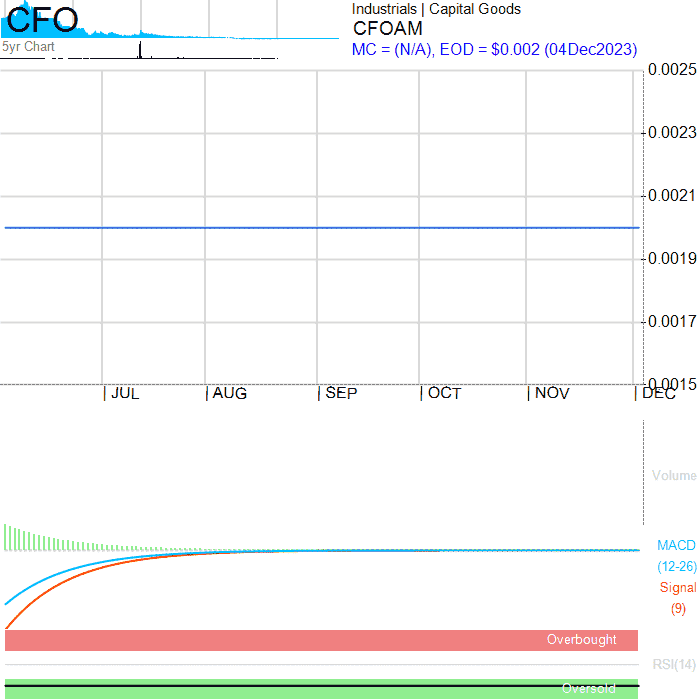 CFO
5yr Chart
Industrials | Capital Goods
CFOAM
MC = (N/A), EOD = $0.002 (04Dec2023)
0.0025
0.0023
0.0021
0.0019
0.0017
0.0015
JUL
AUG
SEP
OCT
NOV
DEC
Volume
MACD
(12-26)
Signal
(9)
Overbought
RSI(14)
Oversold